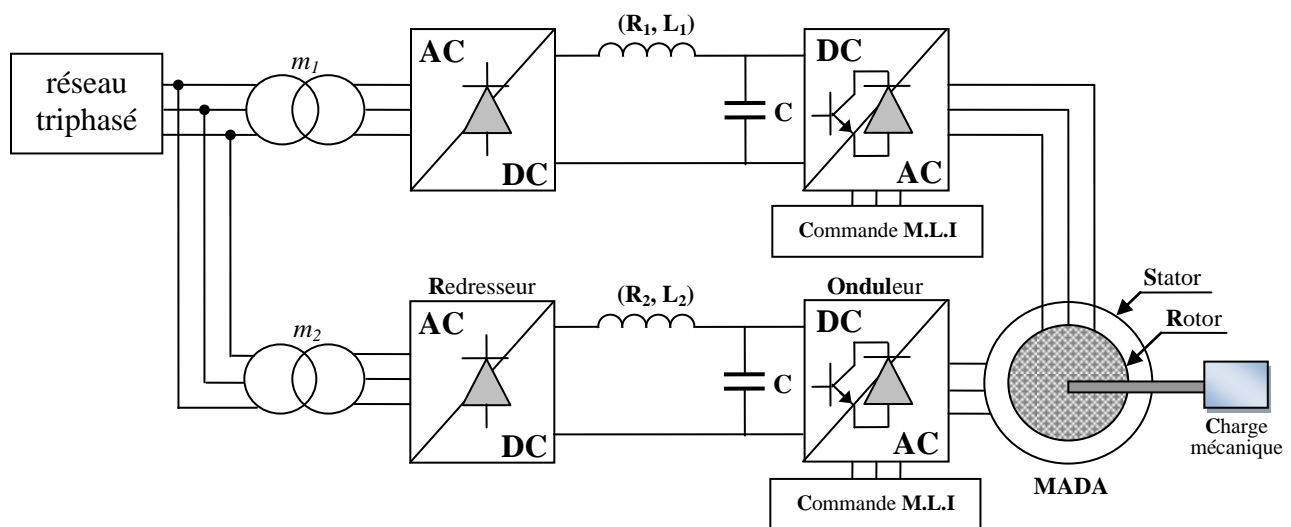 réseau
triphasé
m1
AC
DC
(R1, L1)
C
DC
AC
Commande M.L.I
m2
Redresseur
AC
DC
(R2, L2)
C
Onduleur
DC
AC
Commande M.L.I
Stator
Rotor
Charge
mécanique
MADA